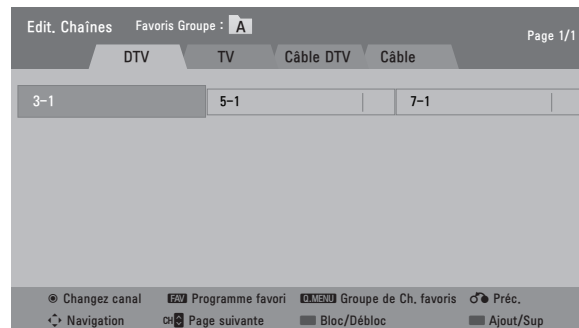 Edit. Chaînes Favoris Groupe : A Page 1/1
DTV TV Câble DTV Câble
3-1 5-1 7-1
Changez canal FAV Programme favori Q.MENU Groupe de Ch. favoris Préc.
Navigation CH Page suivante Bloc/Débloc Ajout/Sup